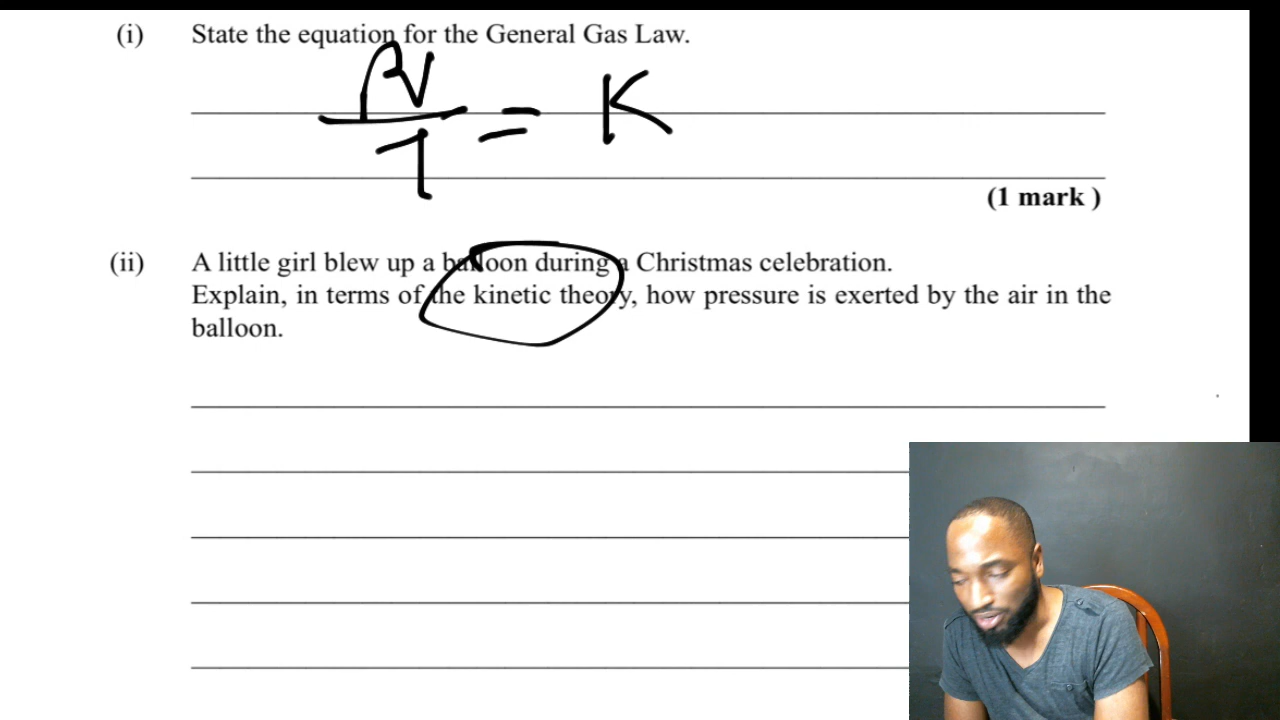 (i) State the equation for the General Gas Law.
PV
T = K
(1 mark )
(ii) A little girl blew up a balloon during a Christmas celebration.
Explain, in terms of the kinetic theory, how pressure is exerted by the air in the
balloon.